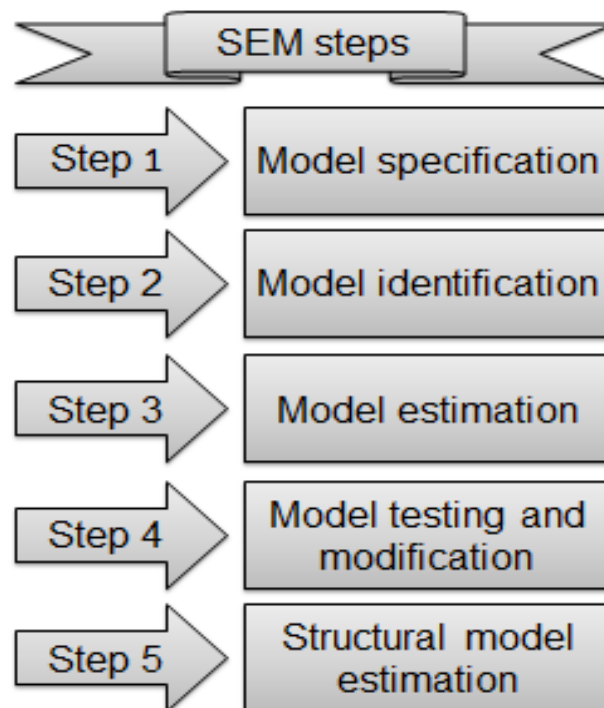 SEM steps
Step 1
Model specification
Step 2
Model identification
Step 3
Model estimation
Step 4
Model testing and
modification
Step 5
Structural model
estimation